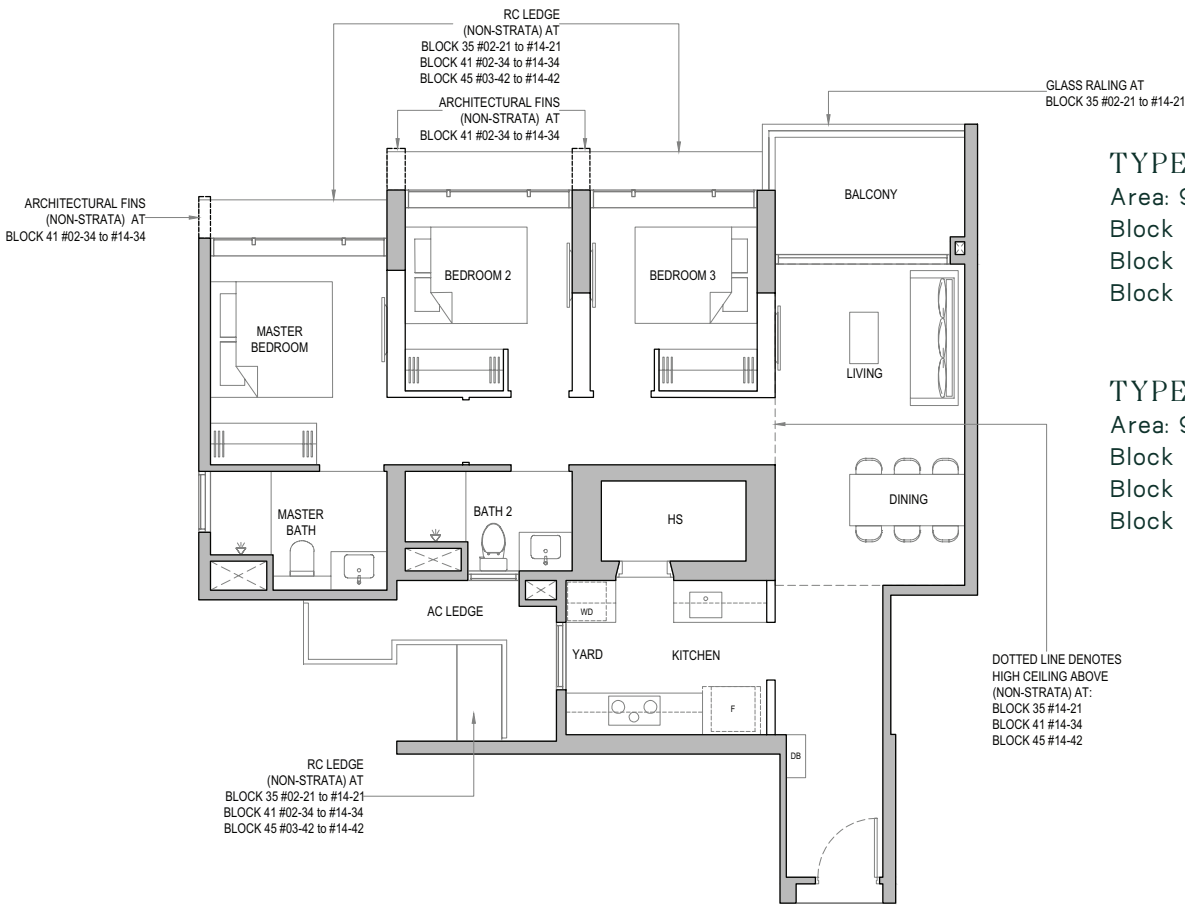 RC LEDGE
(NON-STRATA) AT
BLOCK 35 #02-21 to #14-21
BLOCK 41 #02-34 to #14-34
BLOCK 45 #03-42 to #14-42
ARCHITECTURAL FINS
(NON-STRATA) AT
BLOCK 41 #02-34 to #14-34
GLASS RALING AT
BLOCK 35 #02-21 to #14-21
ARCHITECTURAL FINS
(NON-STRATA) AT
BLOCK 41 #02-34 to #14-34
TYPE
Area: 9
Block
Block
Block
BALCONY
BEDROOM 2
BEDROOM 3
MASTER
BEDROOM
LIVING
TYPE
Area: 9
Block
Block
Block
DINING
MASTER
BATH
BATH 2
HS
AC LEDGE
WD
YARD
KITCHEN
F
DB
DOTTED LINE DENOTES
HIGH CEILING ABOVE
(NON-STRATA) AT:
BLOCK 35 #14-21
BLOCK 41 #14-34
BLOCK 45 #14-42
RC LEDGE
(NON-STRATA) AT
BLOCK 35 #02-21 to #14-21
BLOCK 41 #02-34 to #14-34
BLOCK 45 #03-42 to #14-42